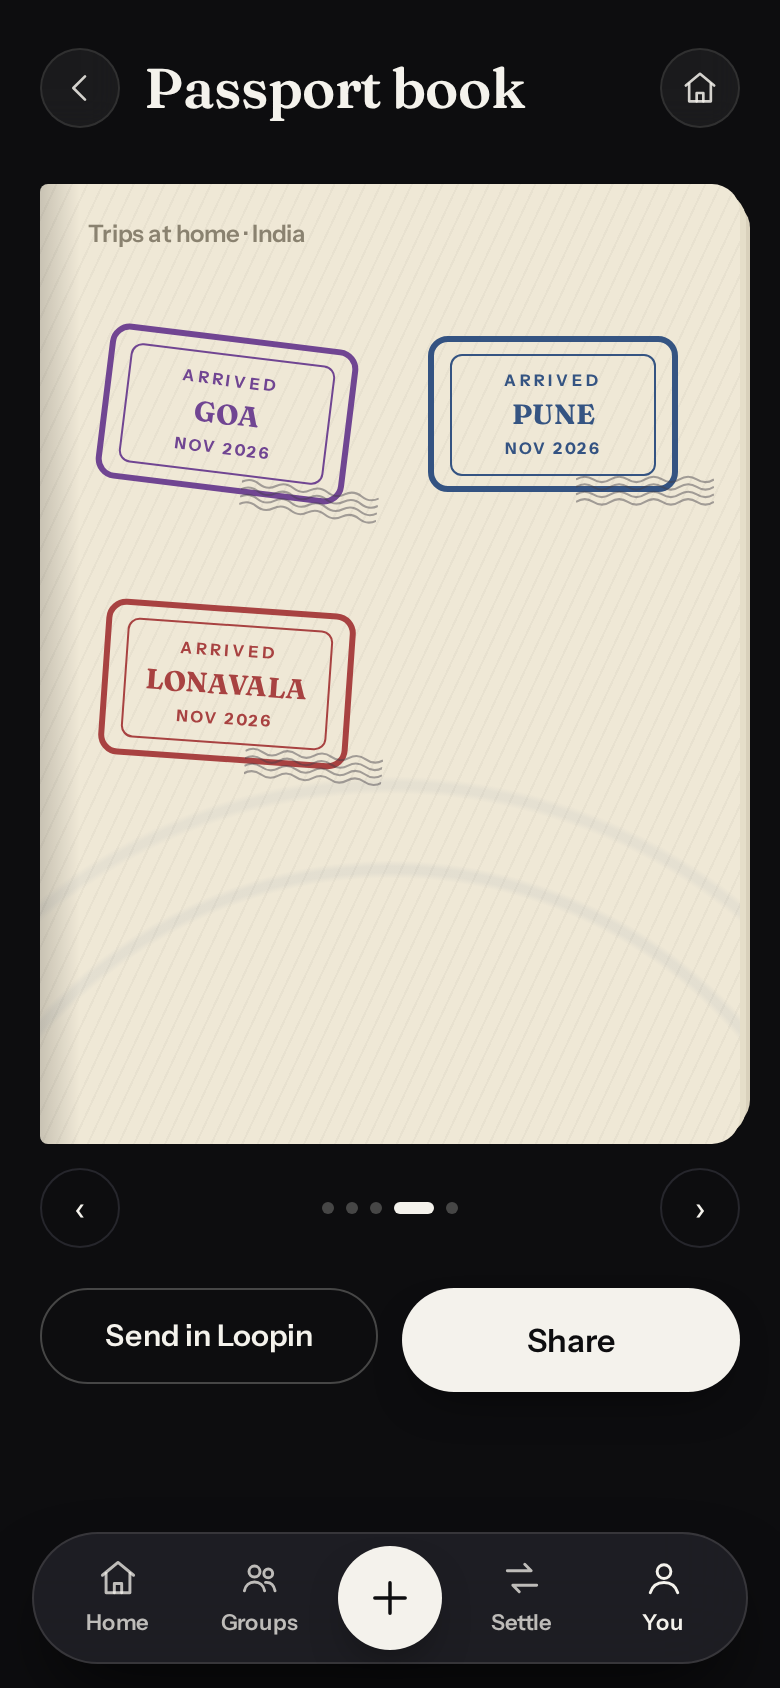 Passport book
Trips at home · India
ARRIVED
GOA
NOV 2026
ARRIVED
PUNE
NOV 2026
ARRIVED
LONAVALA
NOV 2026
‹
›
Send in Loopin
Share
Home
Groups
Settle
You